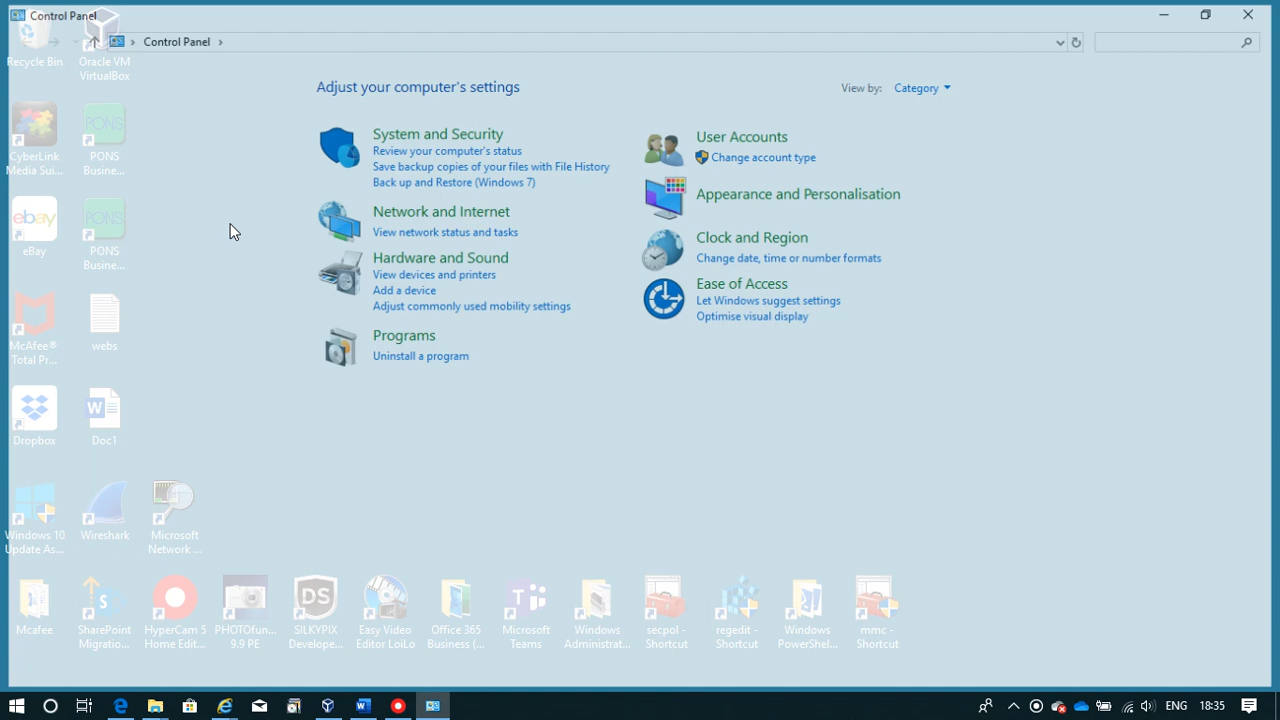 Control Panel
Control Panel
Adjust your computer's settings
View by:
Category
System and Security
Review your computer's status
Save backup copies of your files with File History
Back up and Restore (Windows 7)
Network and Internet
View network status and tasks
Hardware and Sound
View devices and printers
Add a device
Adjust commonly used mobility settings
Programs
Uninstall a program
User Accounts
Change account type
Appearance and Personalisation
Clock and Region
Change date, time or number formats
Ease of Access
Let Windows suggest settings
Optimise visual display
Recycle Bin
Oracle VM
VirtualBox
CyberLink
Media Sui...
PONS
PONS
Busine...
ebay
eBay
PONS
PONS
Busine...
McAfee®
Total Pr...
webs
Dropbox
W
Doc1
Windows 10
Update As...
Wireshark
Microsoft
Network ...
Mcafee
S
SharePoint
Migratio...
HyperCam 5
Home Edit...
PHOTOfun...
9.9 PE
DS
SILKYPIX
Develope...
Easy Video
Editor LoiLo
Office 365
Business (...
Microsoft
Teams
Windows
Administrat...
secpol -
Shortcut
regedit -
Shortcut
Windows
PowerShel...
mmc -
Shortcut
ENG
18:35